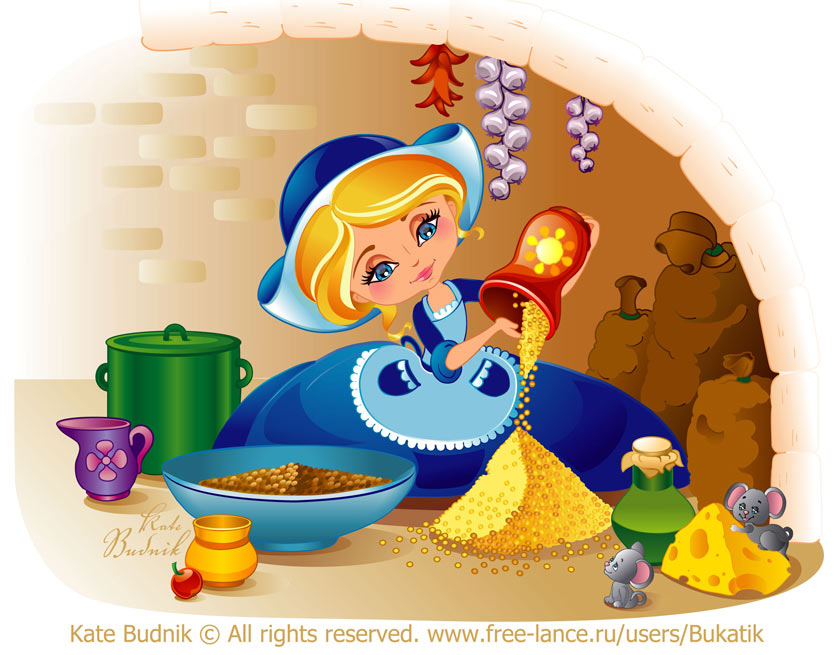 Kate
Budnik
Kate Budnik © All rights reserved. www.free-lance.ru/users/Bukatik